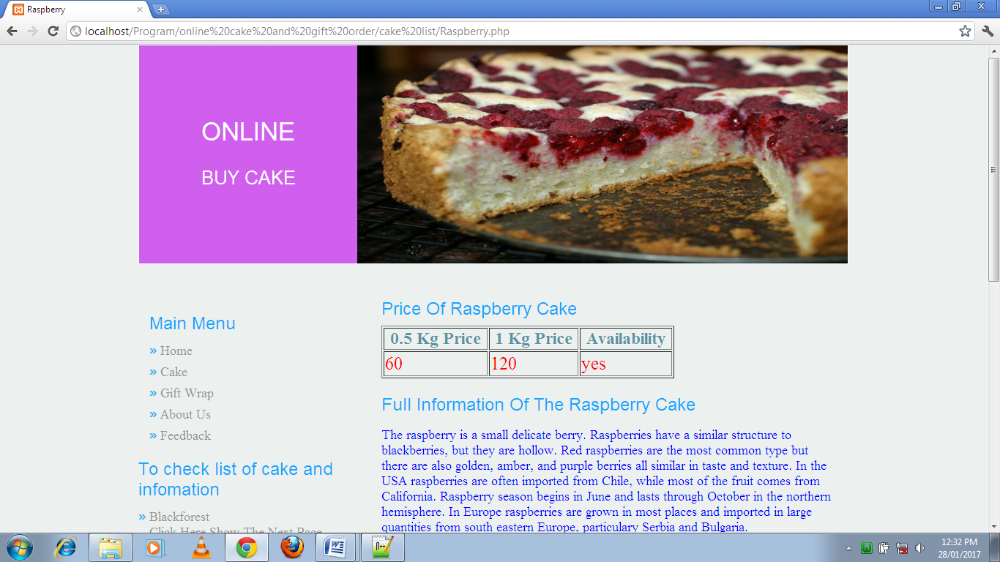 Raspberry
localhost/Program/online%20cake%20and%20gift%20order/cake%20list/Raspberry.php
ONLINE
BUY CAKE
Main Menu
» Home
» Cake
» Gift Wrap
» About Us
» Feedback
To check list of cake and
infomation
» Blackforest
Click Here Show The Next Page
Price Of Raspberry Cake
0.5 Kg Price 1 Kg Price Availability
60 120 yes
Full Information Of The Raspberry Cake
The raspberry is a small delicate berry. Raspberries have a similar structure to
blackberries, but they are hollow. Red raspberries are the most common type but
there are also golden, amber, and purple berries all similar in taste and texture. In the
USA raspberries are often imported from Chile, while most of the fruit comes from
California. Raspberry season begins in June and lasts through October in the northern
hemisphere. In Europe raspberries are grown in most places and imported in large
quantities from south eastern Europe, particulary Serbia and Bulgaria.
12:32 PM
28/01/2017